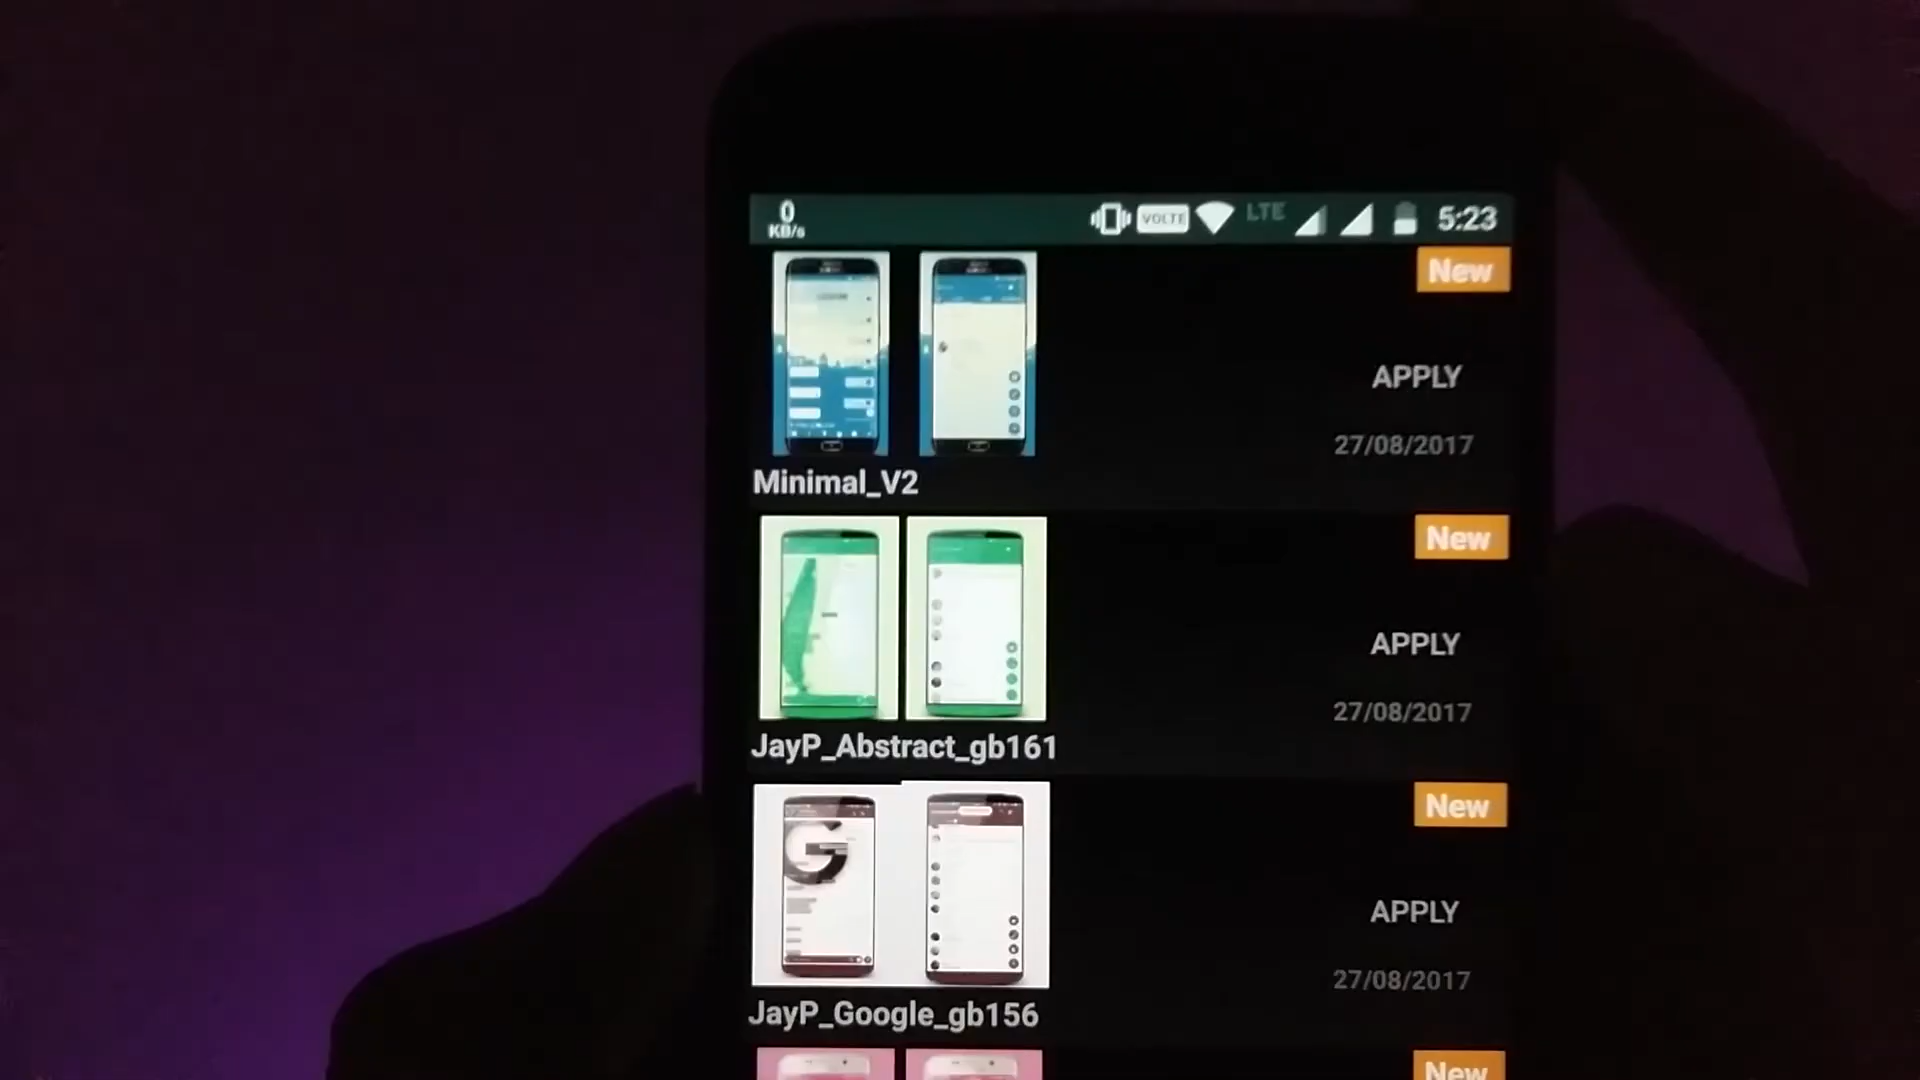 0
KB/s
VOLTE
LTE
5:23
New
APPLY
27/08/2017
Minimal_V2
New
APPLY
27/08/2017
JayP_Abstract_gb161
G
New
APPLY
27/08/2017
JayP_Google_gb156
New